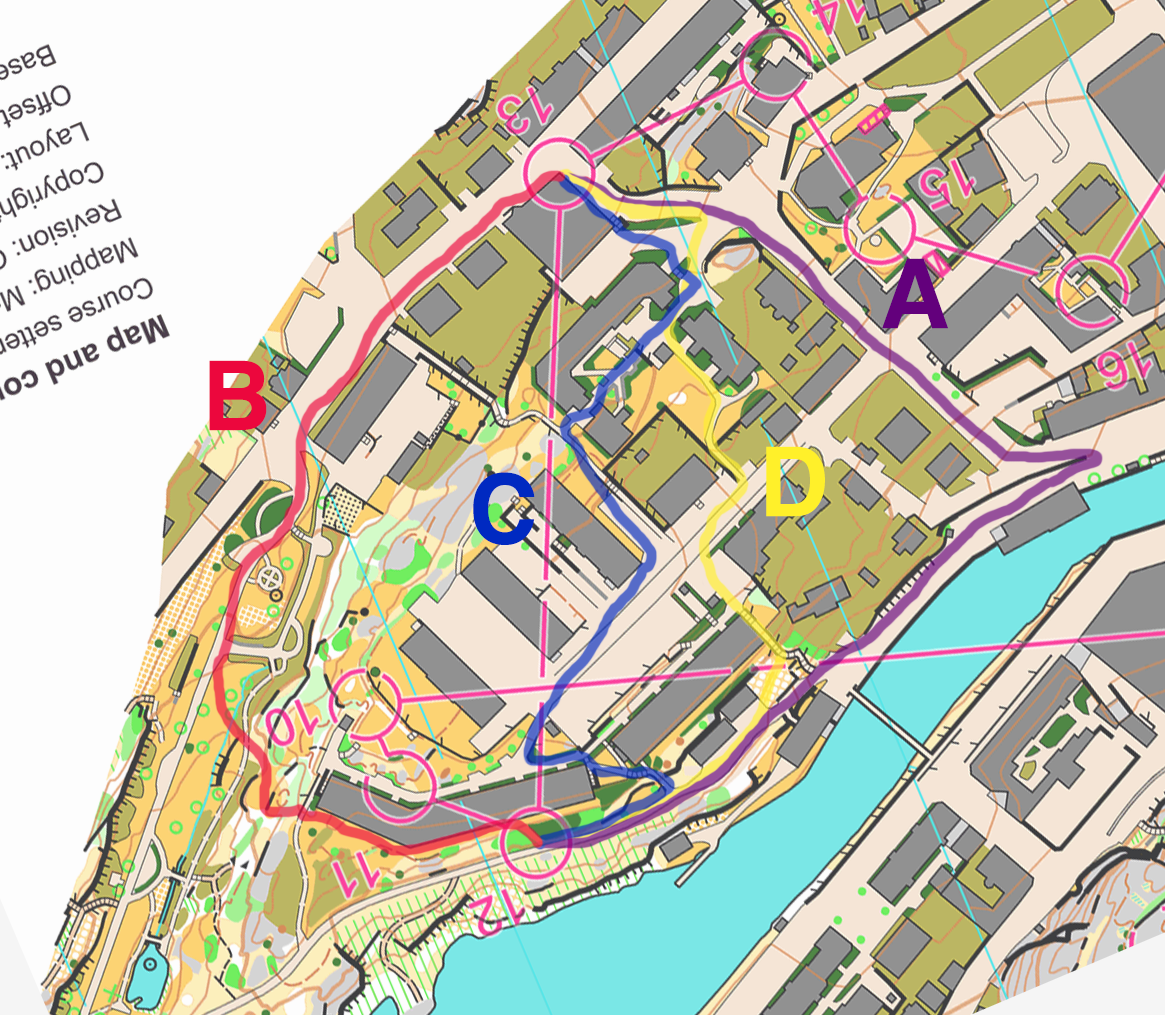 Map and co
Course sette
Mapping: M
Revision:
Copyrigh
Layout:
Offset
Base
14
13
15
16
A
B
C
D
10
11
12